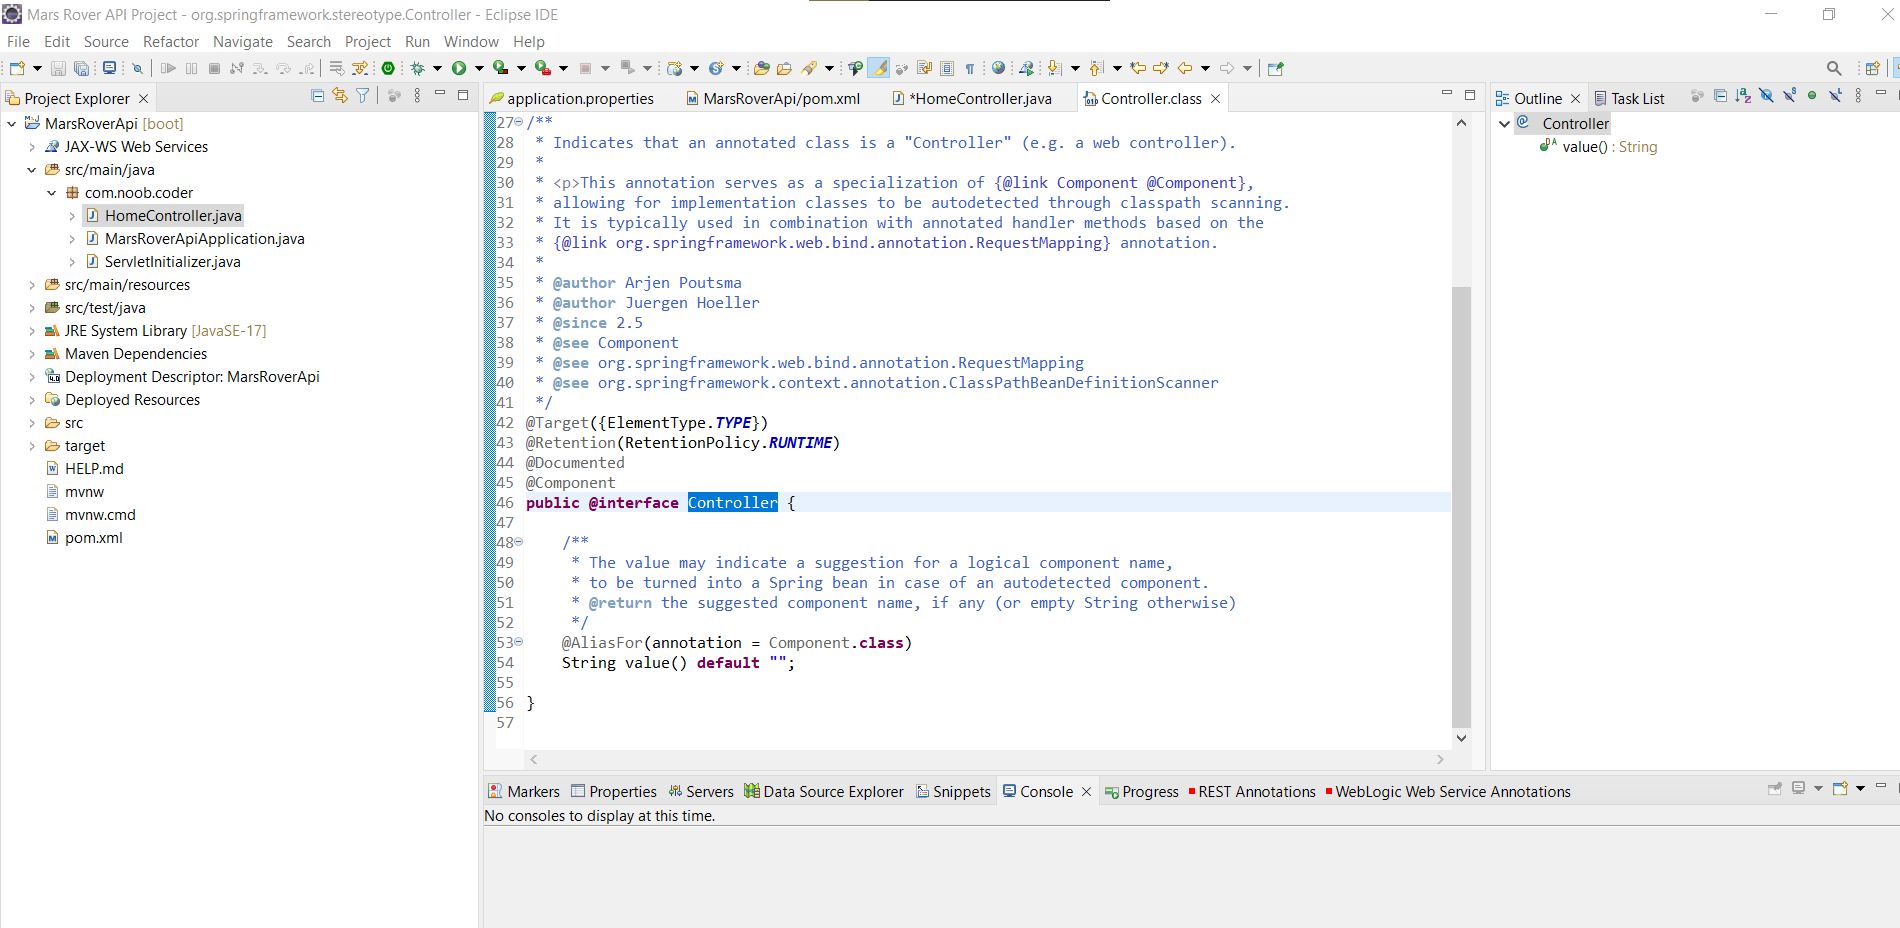 Mars Rover API Project - org.springframework.stereotype.Controller - Eclipse IDE
File Edit Source Refactor Navigate Search Project Run Window Help
Project Explorer
MarsRoverApi [boot]
JAX-WS Web Services
src/main/java
com.noob.coder
HomeController.java
MarsRoverApiApplication.java
ServletInitializer.java
src/main/resources
src/test/java
JRE System Library [JavaSE-17]
Maven Dependencies
Deployment Descriptor: MarsRoverApi
Deployed Resources
src
target
HELP.md
mvnw
mvnw.cmd
pom.xml
application.properties MarsRoverApi/pom.xml *HomeController.java Controller.class
27 /**
28 * Indicates that an annotated class is a "Controller" (e.g. a web controller).
29 *
30 * <p>This annotation serves as a specialization of {@link Component @Component},
31 * allowing for implementation classes to be autodetected through classpath scanning.
32 * It is typically used in combination with annotated handler methods based on the
33 * {@link org.springframework.web.bind.annotation.RequestMapping} annotation.
34 *
35 * @author Arjen Poutsma
36 * @author Juergen Hoeller
37 * @since 2.5
38 * @see Component
39 * @see org.springframework.web.bind.annotation.RequestMapping
40 * @see org.springframework.context.annotation.ClassPathBeanDefinitionScanner
41 */
42 @Target({ElementType.TYPE})
43 @Retention(RetentionPolicy.RUNTIME)
44 @Documented
45 @Component
46 public @interface Controller {
47
48 /**
49 * The value may indicate a suggestion for a logical component name,
50 * to be turned into a Spring bean in case of an autodetected component.
51 * @return the suggested component name, if any (or empty String otherwise)
52 */
53 @AliasFor(annotation = Component.class)
54 String value() default "";
55
56 }
57
Outline Task List
Controller
value() : String
Markers Properties Servers Data Source Explorer Snippets Console Progress REST Annotations WebLogic Web Service Annotations
No consoles to display at this time.